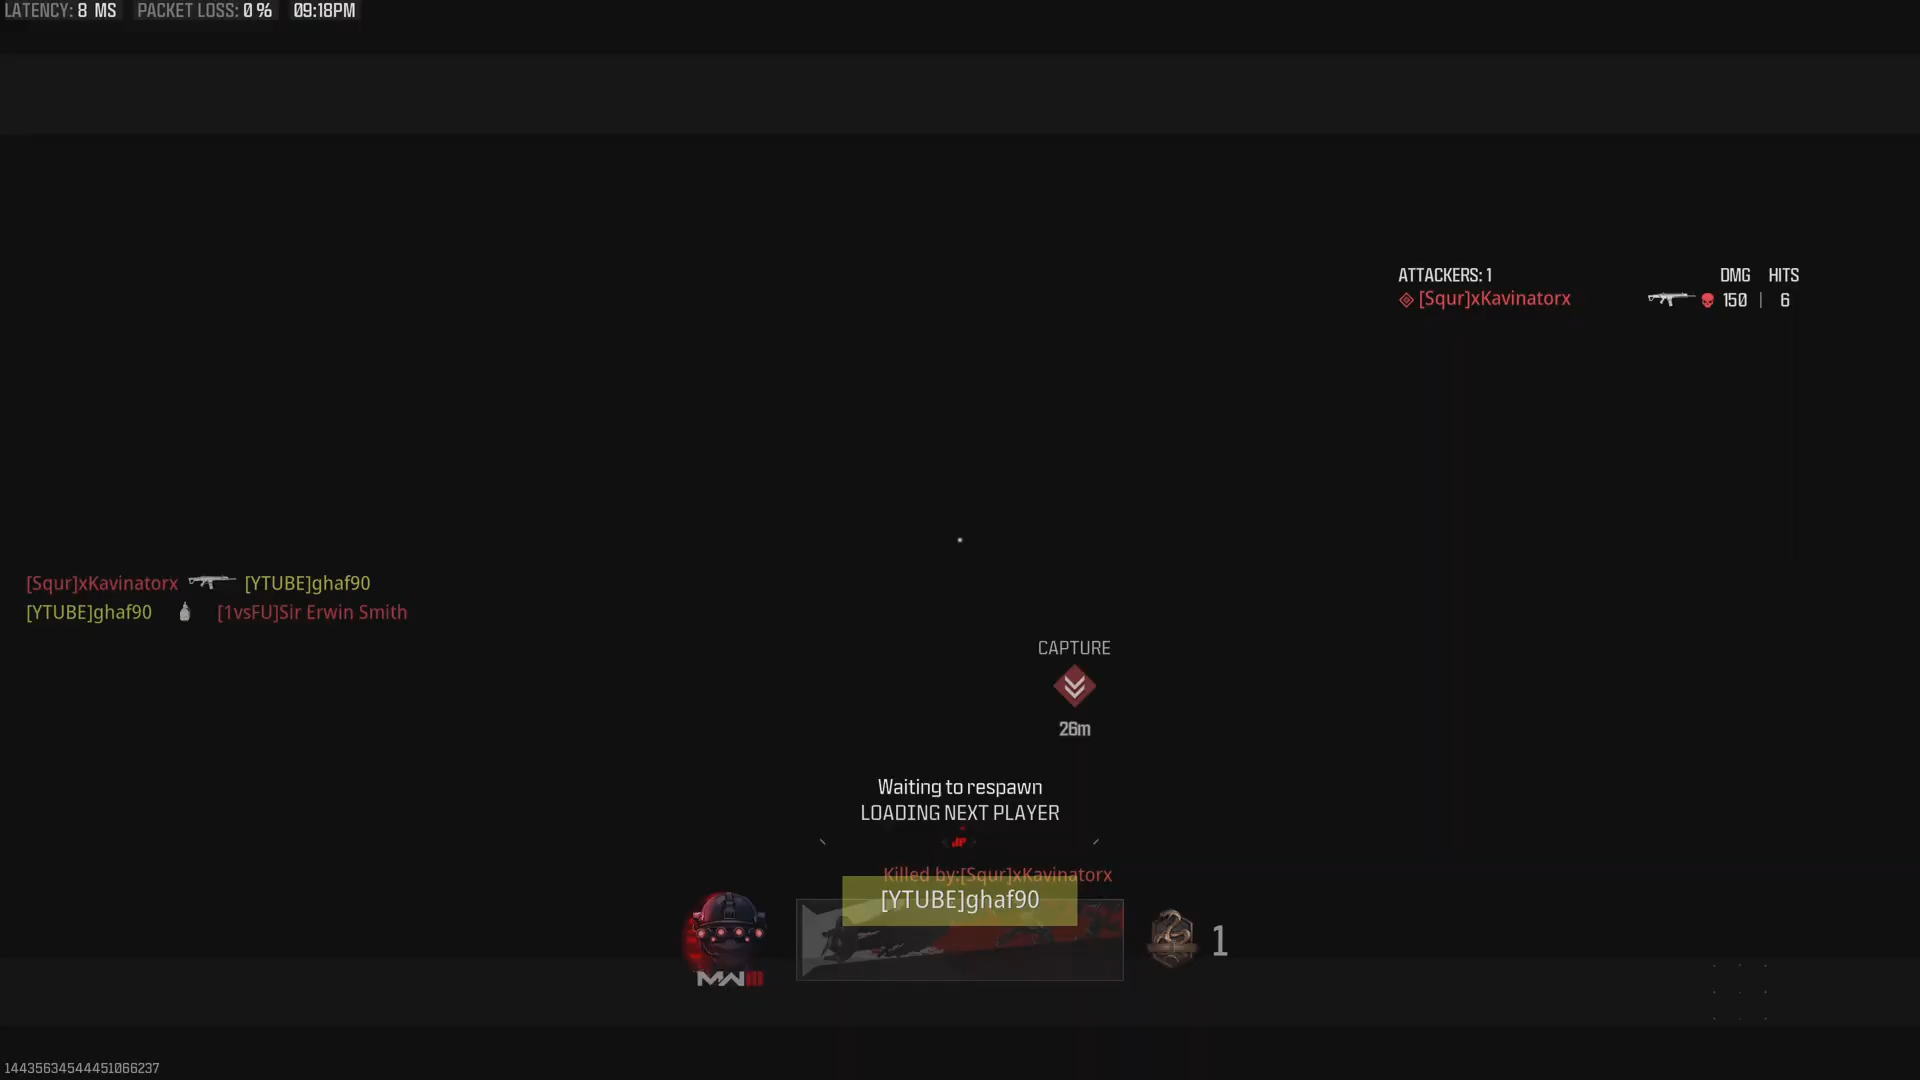 LATENCY: 8 MS PACKET LOSS: 0 % 09:18PM
ATTACKERS: 1 DMG HITS
[Squr]xKavinatorx 150 | 6
[Squr]xKavinatorx [YTUBE]ghaf90
[YTUBE]ghaf90 [1vsFU]Sir Erwin Smith
CAPTURE
26m
Waiting to respawn
LOADING NEXT PLAYER
Killed by:[Squr]xKavinatorx
[YTUBE]ghaf90
1
MWIII
14435634544451066237